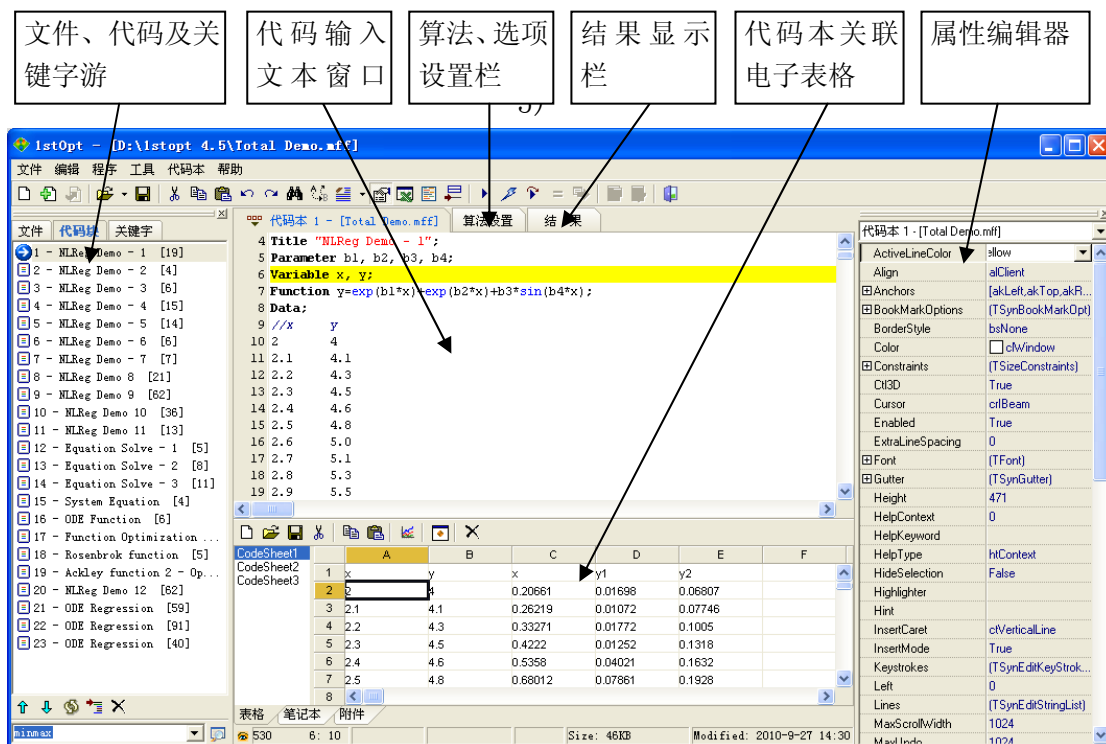 文件、代码及关
键字游
代码输入
文本窗口
算法、选项
设置栏
结果显示
栏
代码本关联
电子表格
属性编辑器
1stOpt - [D:\1stopt 4.5\Total Demo.mff]
文件 编辑 程序 工具 代码本 帮助
文件 代码块 关键字
1 - NLReg Demo - 1 [19]
2 - NLReg Demo - 2 [4]
3 - NLReg Demo - 3 [6]
4 - NLReg Demo - 4 [15]
5 - NLReg Demo - 5 [14]
6 - NLReg Demo - 6 [6]
7 - NLReg Demo - 7 [7]
8 - NLReg Demo 8 [21]
9 - NLReg Demo 9 [62]
10 - NLReg Demo 10 [36]
11 - NLReg Demo 11 [13]
12 - Equation Solve - 1 [5]
13 - Equation Solve - 2 [8]
14 - Equation Solve - 3 [11]
15 - System Equation [4]
16 - ODE Function [6]
17 - Function Optimization ...
18 - Rosenbrok function [5]
19 - Ackley function 2 - Op...
20 - NLReg Demo 12 [62]
21 - ODE Regression [59]
22 - ODE Regression [91]
23 - ODE Regression [40]
minmax
代码本 1 - [Total Demo.mff] 算法设置 结果
4 Title "NLReg Demo - 1";
5 Parameter b1, b2, b3, b4;
6 Variable x, y;
7 Function y=exp(b1*x)+exp(b2*x)+b3*sin(b4*x);
8 Data;
9 //x y
10 2 4
11 2.1 4.1
12 2.2 4.3
13 2.3 4.5
14 2.4 4.6
15 2.5 4.8
16 2.6 5.0
17 2.7 5.1
18 2.8 5.3
19 2.9 5.5
CodeSheet1
CodeSheet2
CodeSheet3
A B C D E F
1 x y x y1 y2
2 2 4 0.20661 0.01698 0.06807
3 2.1 4.1 0.26219 0.01072 0.07746
4 2.2 4.3 0.33271 0.01772 0.1005
5 2.3 4.5 0.4222 0.01252 0.1318
6 2.4 4.6 0.5358 0.04021 0.1632
7 2.5 4.8 0.68012 0.07861 0.1928
8
表格 笔记本 附件
530 6: 10 Size: 46KB Modified: 2010-9-27 14:30
代码本 1 - [Total Demo.mff]
ActiveLineColor ellow
Align alClient
Anchors [akLeft,akTop,akR...
BookMarkOptions (TSynBookMarkOpt)
BorderStyle bsNone
Color clWindow
Constraints (TSizeConstraints)
Ctl3D True
Cursor crIBeam
Enabled True
ExtraLineSpacing 0
Font (TFont)
Gutter (TSynGutter)
Height 471
HelpContext 0
HelpKeyword
HelpType htContext
HideSelection False
Highlighter
Hint
InsertCaret ctVerticalLine
InsertMode True
Keystrokes (TSynEditKeyStrok...
Left 0
Lines (TSynEditStringList)
MaxScrollWidth 1024
MaxUndo 1024